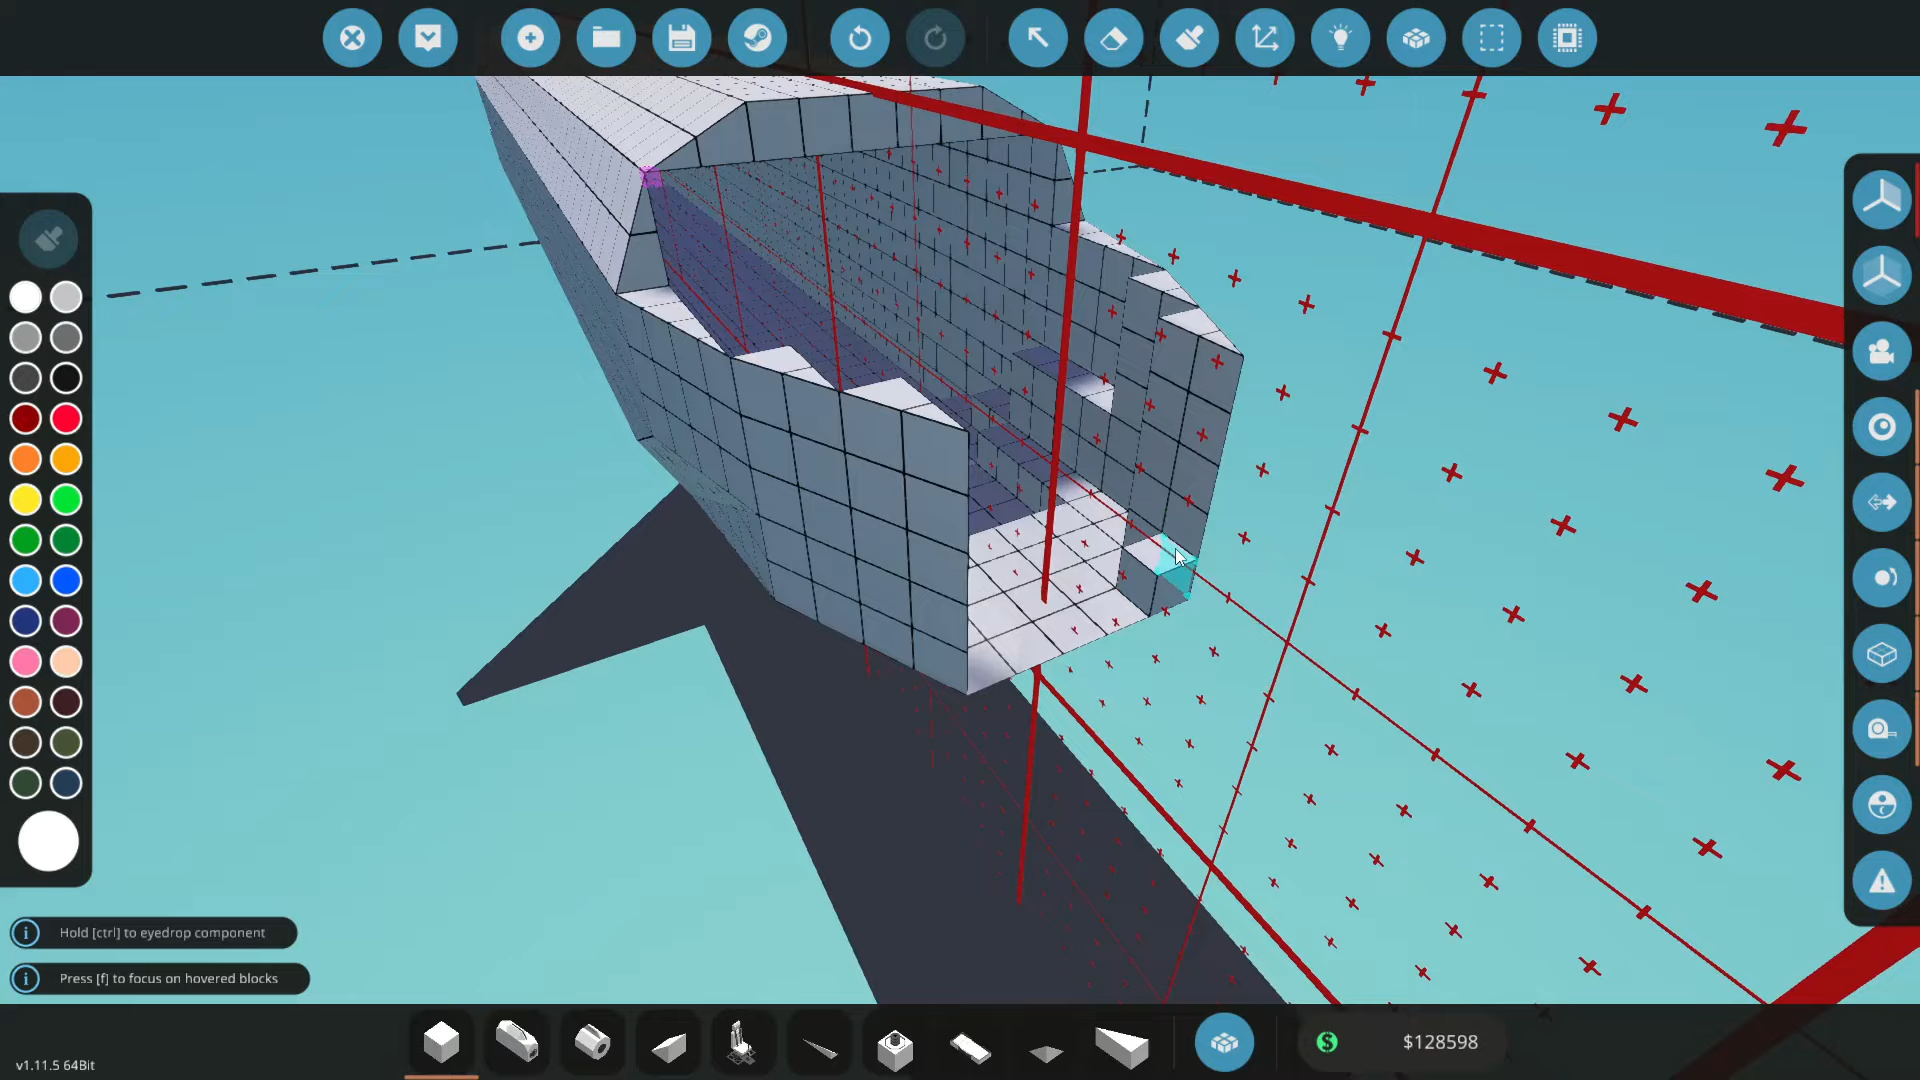 Hold [ctrl] to eyedrop component
Press [f] to focus on hovered blocks
$128598
v1.11.5 64Bit